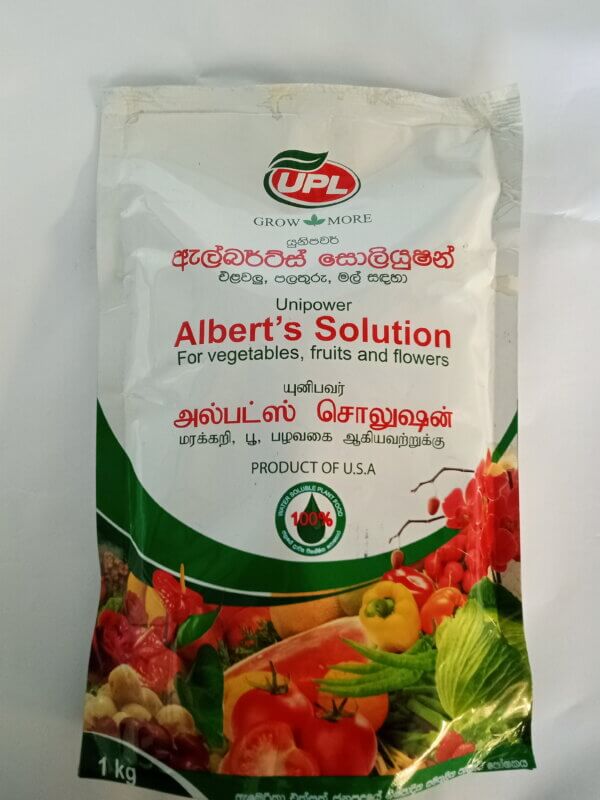 UPL
GROW MORE
යුනිපවර්
ඇල්බර්ට්ස් සොලියුෂන්
එළවලු, පලතුරු, මල් සඳහා
Unipower
Albert's Solution
For vegetables, fruits and flowers
யுனிபவர்
அல்பட்ஸ் சொலுஷன்
மரக்கறி, பூ, பழவகை ஆகியவற்றுக்கு
PRODUCT OF U.S.A
WATER SOLUBLE PLANT FOOD
100%
1 kg